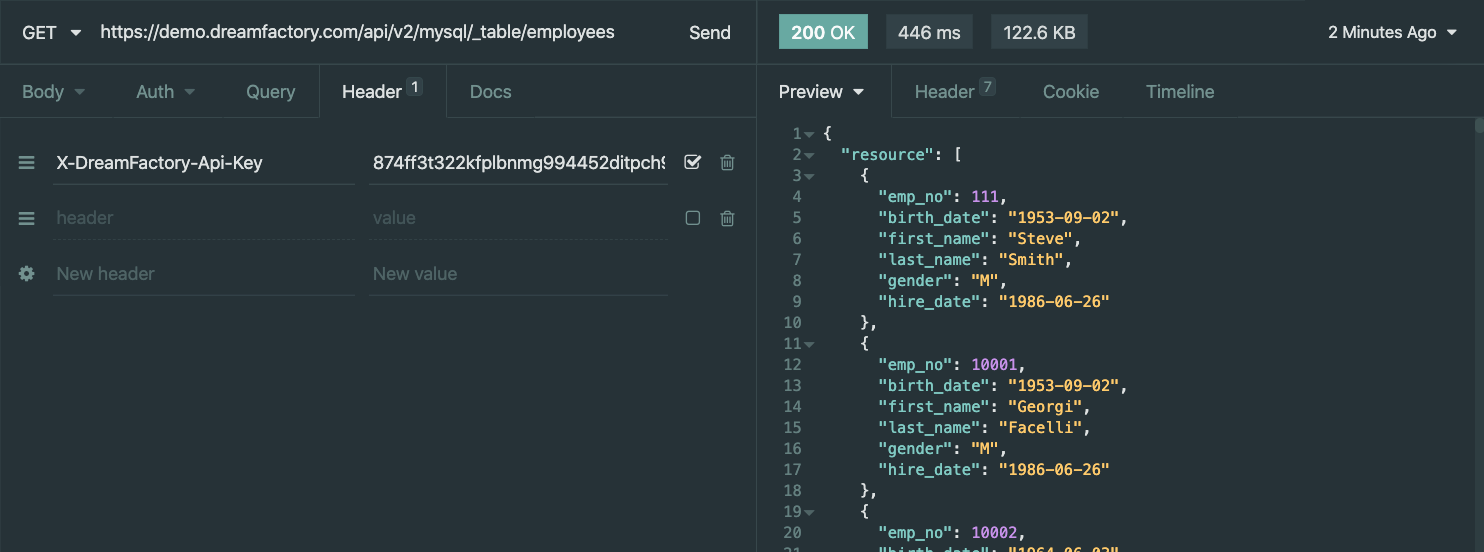 GET https://demo.dreamfactory.com/api/v2/mysql/_table/employees Send
200 OK 446 ms 122.6 KB 2 Minutes Ago
Body Auth Query Header 1 Docs
Preview Header 7 Cookie Timeline
X-DreamFactory-Api-Key 874ff3t322kfplbnmg994452ditpch9
header value
New header New value
1 {
2 "resource": [
3 {
4 "emp_no": 111,
5 "birth_date": "1953-09-02",
6 "first_name": "Steve",
7 "last_name": "Smith",
8 "gender": "M",
9 "hire_date": "1986-06-26"
10 },
11 {
12 "emp_no": 10001,
13 "birth_date": "1953-09-02",
14 "first_name": "Georgi",
15 "last_name": "Facelli",
16 "gender": "M",
17 "hire_date": "1986-06-26"
18 },
19 {
20 "emp_no": 10002,
21 "birth_date": "1964-06-02"